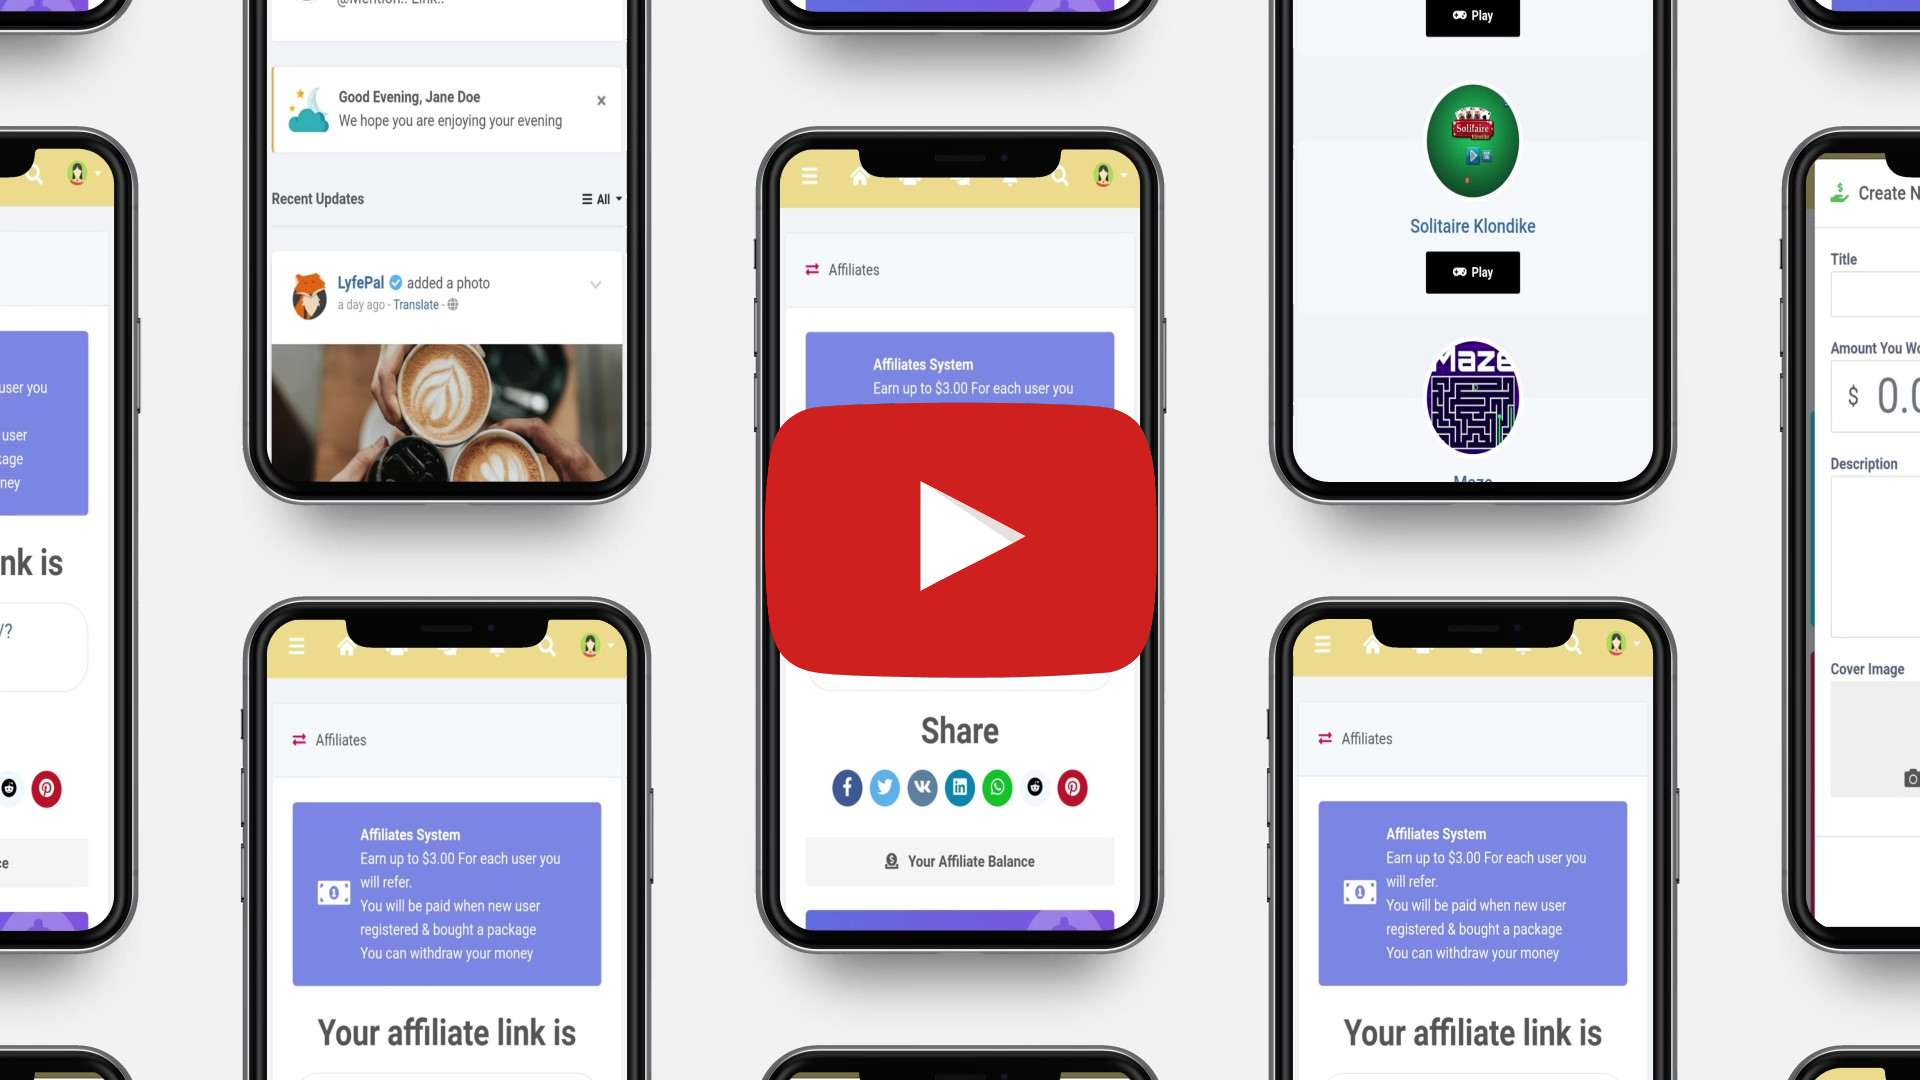 Good Evening, Jane Doe
We hope you are enjoying your evening
Recent Updates
All
LyfePal added a photo
a day ago - Translate -
Affiliates
Affiliates System
Earn up to $3.00 For each user you
will refer.
You will be paid when new user
registered & bought a package
You can withdraw your money
Your affiliate link is
user you
user
nk is
/?
Affiliates
Affiliates System
Earn up to $3.00 For each user you
Share
Your Affiliate Balance
Play
Solitaire
Solitaire Klondike
Play
Maze
Affiliates
Affiliates System
Earn up to $3.00 For each user you
will refer.
You will be paid when new user
registered & bought a package
You can withdraw your money
Your affiliate link is
Create N
Title
Amount You Wo
$ 0.0
Description
Cover Image